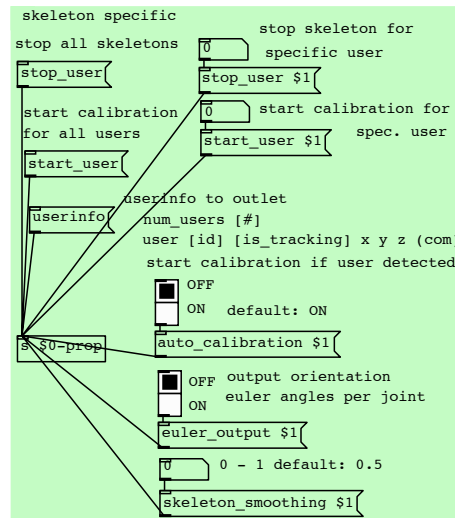 skeleton specific
stop all skeletons
stop_user
stop skeleton for
specific user
0
stop_user $1
start calibration
for all users
start_user
0
start calibration for
spec. user
start_user $1
userinfo to outlet
userinfo
num_users [#]
user [id] [is_tracking] x y z (com
start calibration if user detected
OFF
ON
default: ON
auto_calibration $1
s $0-prop
OFF
ON
output orientation
euler angles per joint
euler_output $1
0
0 - 1 default: 0.5
skeleton_smoothing $1